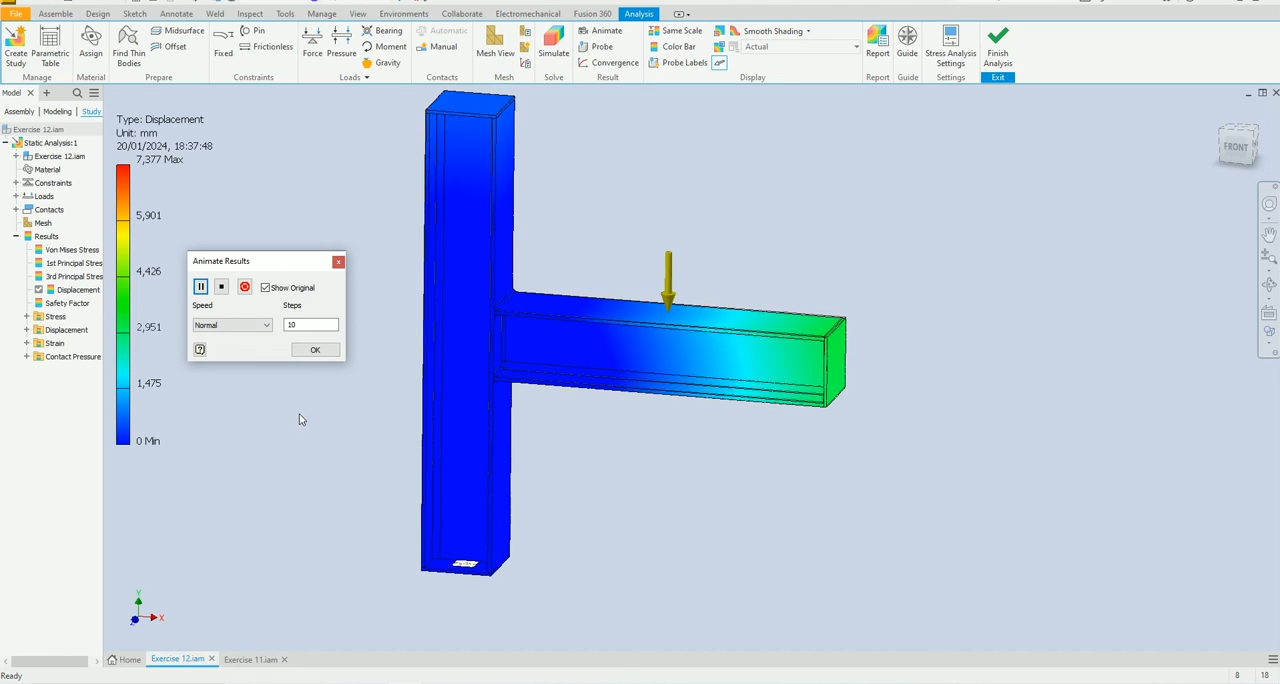 File Assemble Design Sketch Annotate Weld Inspect Tools Manage View Environments Collaborate Electromechanical Fusion 360 Analysis
Create Study
Parametric Table
Manage
Assign
Material
Find Thin Bodies
Midsurface
Offset
Prepare
Fixed
Pin
Frictionless
Constraints
Force
Pressure
Bearing
Moment
Gravity
Loads
Automatic
Manual
Contacts
Mesh View
Mesh
Simulate
Solve
Animate
Probe
Convergence
Result
Same Scale
Color Bar
Probe Labels
Smooth Shading
Actual
Display
Report
Report
Guide
Guide
Stress Analysis Settings
Settings
Finish Analysis
Exit
Model
Assembly Modeling Study
Exercise 12.iam
Static Analysis:1
Exercise 12.iam
Material
Constraints
Loads
Contacts
Mesh
Results
Von Mises Stress
1st Principal Stres
3rd Principal Stres
Displacement
Safety Factor
Stress
Displacement
Strain
Contact Pressure
Type: Displacement
Unit: mm
20/01/2024, 18:37:48
7,377 Max
5,901
4,426
2,951
1,475
0 Min
Animate Results
Show Original
Speed Steps
Normal 10
OK
FRONT
Y
X
Z
Home Exercise 12.iam Exercise 11.iam
Ready 8 18